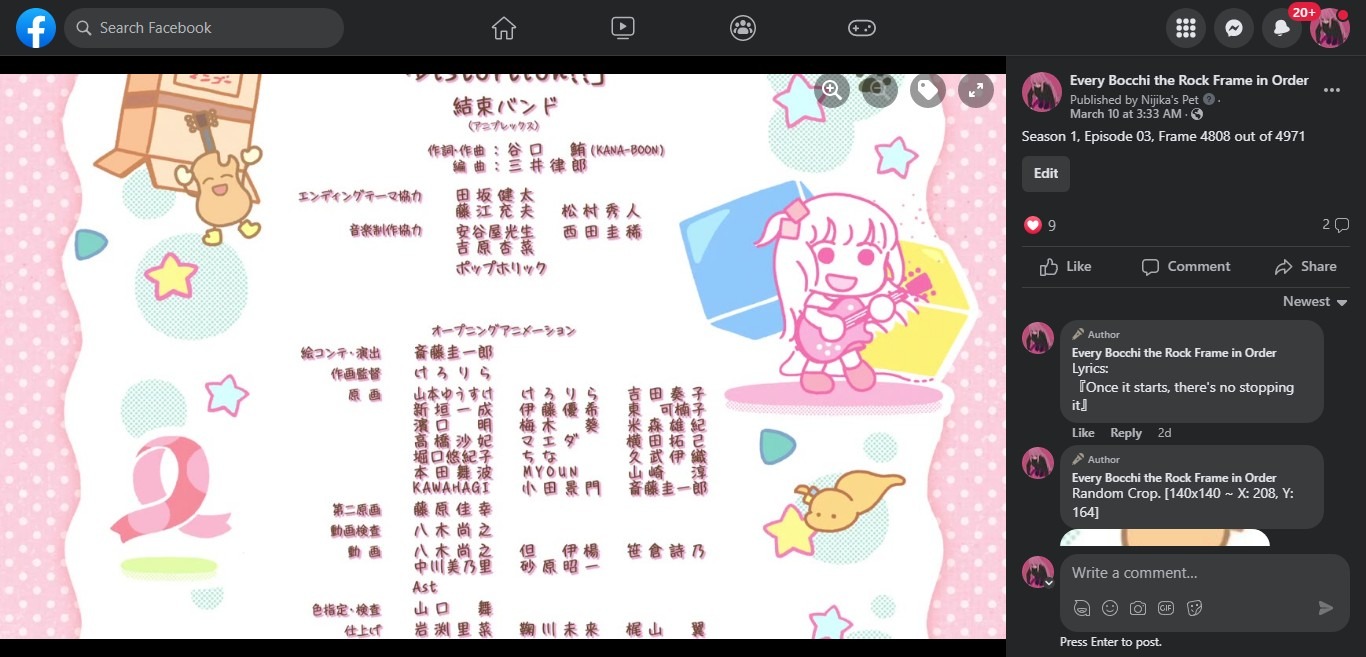 Search Facebook
20+
マンゴー
Distortion!!」
結束バンド
(アニプレックス)
作詞・作曲 : 谷口 鮪 (KANA-BOON)
編曲 : 三井律郎
エンディングテーマ協力 田坂健太
藤江充夫 松村秀人
音楽制作協力 安谷屋光生 西田圭稀
吉原杏菜
ポップホリック
オープニングアニメーション
絵コンテ・演出 斎藤圭一郎
作画監督 けろりら
原画 山本ゆうすけ けろりら 吉田奏子
新垣一成 伊藤優希 東 可楠子
濱口 明 梅木 葵 米森雄紀
高橋沙妃 マエダ 横田拓己
堀口悠紀子 ちな 久武伊織
本田舞波 MYOUN 山崎 淳
KAWAHAGI 小田景門 斎藤圭一郎
第二原画 藤原佳幸
動画検査 八木尚之
動画 八木尚之 但 伊楊 笹倉詩乃
中川美乃里 砂原昭一
Ast
色指定・検査 山口 舞
仕上げ 岩渕里菜 鞠川未来 梶山 翼
Every Bocchi the Rock Frame in Order
Published by Nijika's Pet ·
March 10 at 3:33 AM ·
Season 1, Episode 03, Frame 4808 out of 4971
Edit
9
2
Like Comment Share
Newest
Author
Every Bocchi the Rock Frame in Order
Lyrics:
『Once it starts, there's no stopping
it』
Like Reply 2d
Author
Every Bocchi the Rock Frame in Order
Random Crop. [140x140 ~ X: 208, Y:
164]
Write a comment...
GIF
Press Enter to post.